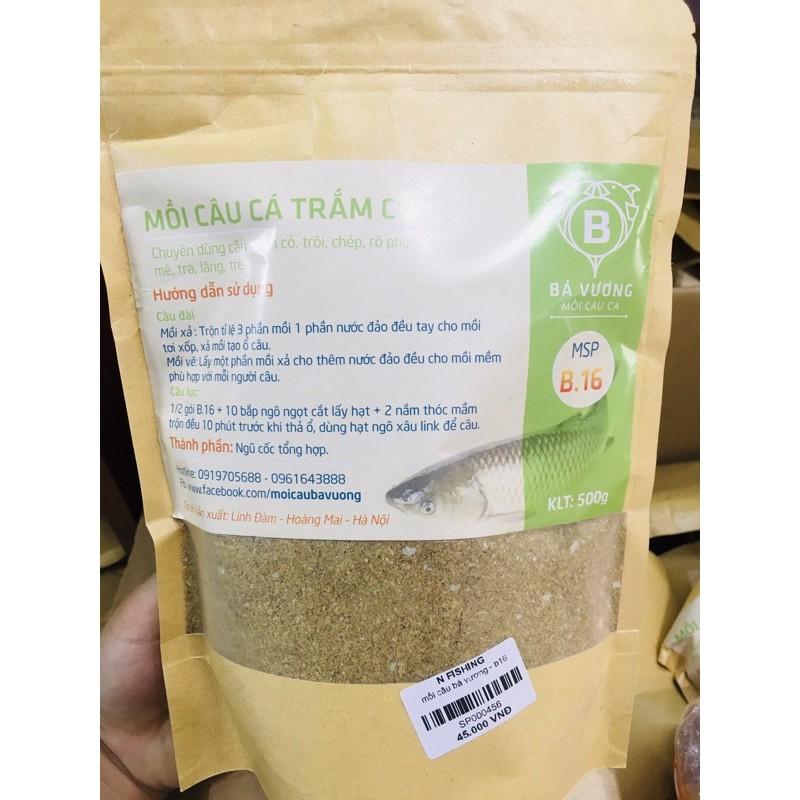 MỒI CÂU CÁ TRẮM C
Chuyên dùng câu cỏ, trôi, chép, rô phi,
mè, tra, lăng, trê
Hướng dẫn sử dụng
Câu đài
Mồi xả: Trộn tỉ lệ 3 phần mồi 1 phần nước đảo đều tay cho mồi
tơi xốp, xả mồi tạo ổ câu.
Mồi vê: Lấy một phần mồi xả cho thêm nước đảo đều cho mồi mềm
phù hợp với mỗi người câu.
Câu lục:
1/2 gói B.16 + 10 bắp ngô ngọt cắt lấy hạt + 2 nắm thóc mầm
trộn đều 10 phút trước khi thả ổ, dùng hạt ngô xâu link để câu.
Thành phần: Ngũ cốc tổng hợp.
Hotline: 0919705688 - 0961643888
Fb www.facebook.com/moicaubavuong
sản xuất: Linh Đàm - Hoàng Mai - Hà Nội
B
BÁ VƯƠNG
MỒI CÂU CÁ
MSP
B.16
KLT: 500g
N FISHING
mồi câu bá vương - b16
SP000456
45.000 VNĐ